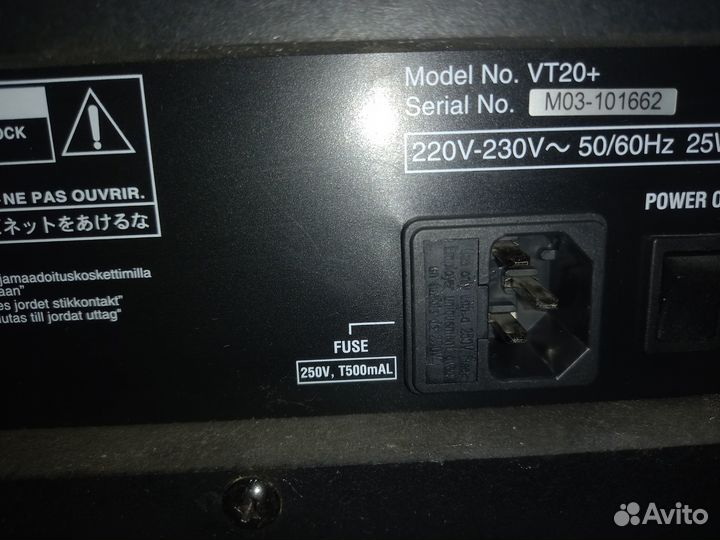 Model No. VT20+
Serial No. M03-101662
220V-230V~ 50/60Hz 25W
OCK
-NE PAS OUVRIR.
ネットをあけるな
POWER O
jamaadoituskoskettimilla
aan"
es jordet stikkontakt"
utas till jordat uttag"
FUSE
250V, T500mAL
Avito